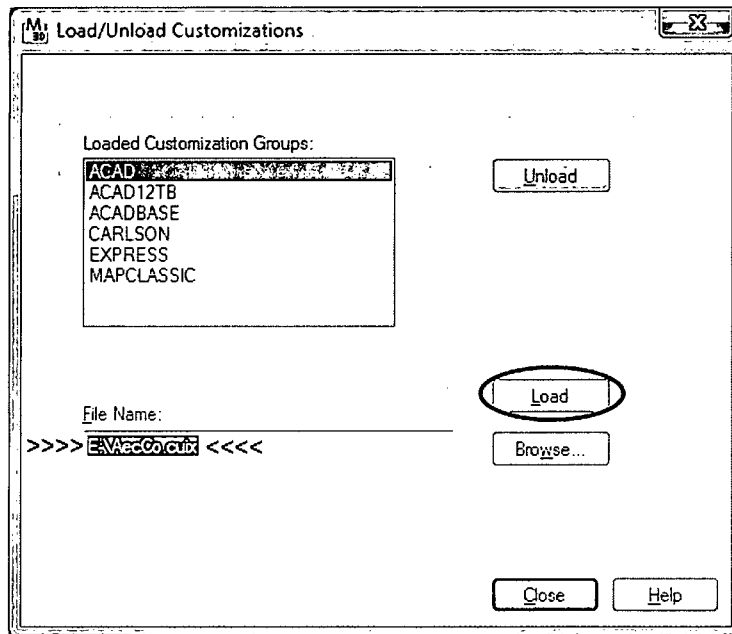 M 3D Load/Unload Customizations
X
Loaded Customization Groups:
ACAD
Unload
ACAD12TB
ACADBASE
CARLSON
EXPRESS
MAPCLASSIC
Load
File Name:
>>>> E:\AecCo.cuix <<<<
Browse...
Close Help